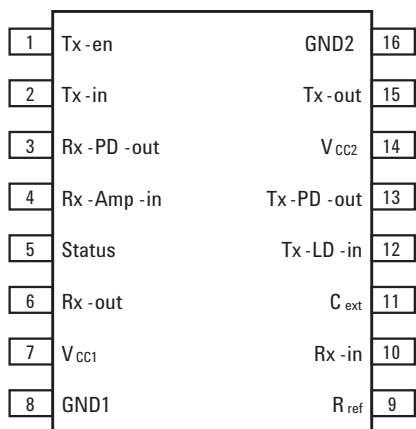 1 Tx-en GND2 16
2 Tx-in Tx-out 15
3 Rx-PD-out VCC2 14
4 Rx-Amp-in Tx-PD-out 13
5 Status Tx-LD-in 12
6 Rx-out Cext 11
7 VCC1 Rx-in 10
8 GND1 Rref 9